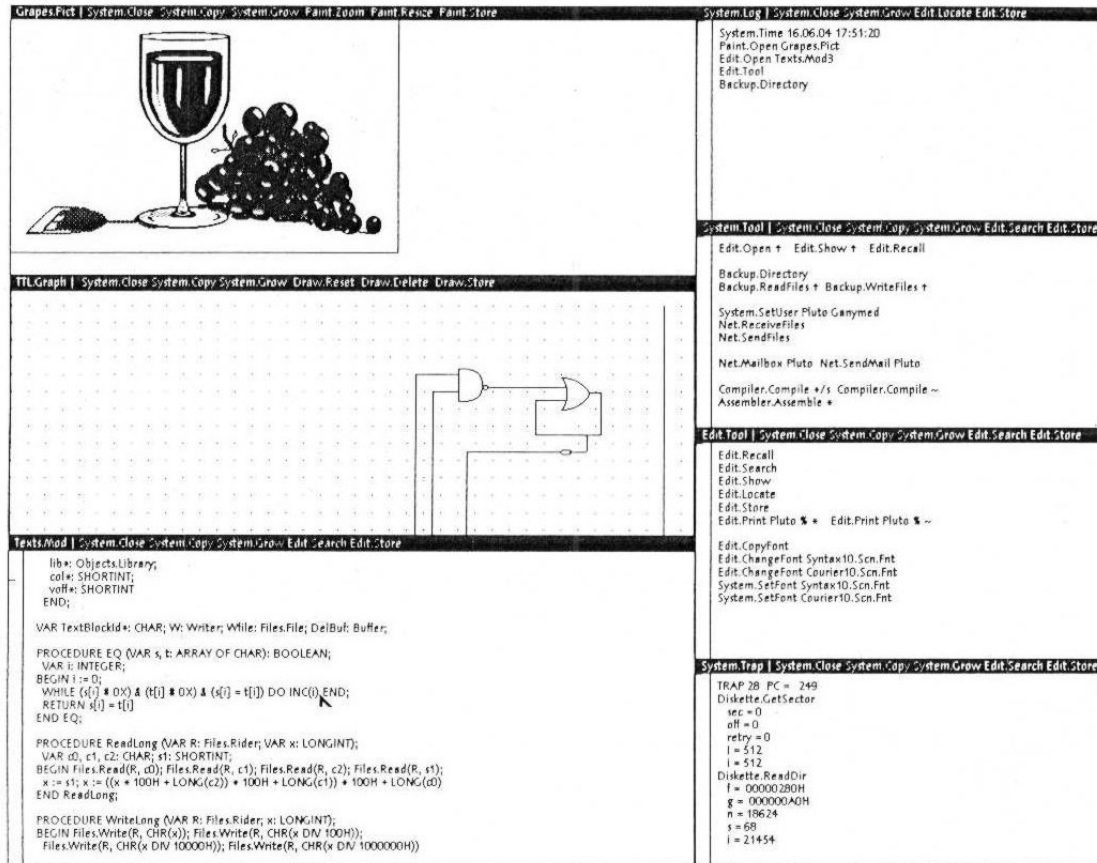 Grapes.Pict | System.Close System.Copy System.Grow Paint.Zoom Paint.Resize Paint.Store
TTL.Graph | System.Close System.Copy System.Grow Draw.Reset Draw.Delete Draw.Store
Texts.Mod | System.Close System.Copy System.Grow Edit.Search Edit.Store
lib*: Objects.Library;
col*: SHORTINT;
voff*: SHORTINT
END;
VAR TextBlockId*: CHAR; W: Writer; Wfile: Files.File; DelBuf: Buffer;
PROCEDURE EQ (VAR s, t: ARRAY OF CHAR): BOOLEAN;
VAR i: INTEGER;
BEGIN i := 0;
WHILE (s[i] # 0X) & (t[i] # 0X) & (s[i] = t[i]) DO INC(i) END;
RETURN s[i] = t[i]
END EQ;
PROCEDURE ReadLong (VAR R: Files.Rider; VAR x: LONGINT);
VAR c0, c1, c2: CHAR; s1: SHORTINT;
BEGIN Files.Read(R, c0); Files.Read(R, c1); Files.Read(R, c2); Files.Read(R, s1);
x := s1; x := ((x * 100H + LONG(c2)) * 100H + LONG(c1)) * 100H + LONG(c0)
END ReadLong;
PROCEDURE WriteLong (VAR R: Files.Rider; x: LONGINT);
BEGIN Files.Write(R, CHR(x)); Files.Write(R, CHR(x DIV 100H));
Files.Write(R, CHR(x DIV 10000H)); Files.Write(R, CHR(x DIV 1000000H))
System.Log | System.Close System.Grow Edit.Locate Edit.Store
System.Time 16.06.04 17:51:20
Paint.Open Grapes.Pict
Edit.Open Texts.Mod3
Edit.Tool
Backup.Directory
System.Tool | System.Close System.Copy System.Grow Edit.Search Edit.Store
Edit.Open ↑ Edit.Show ↑ Edit.Recall
Backup.Directory
Backup.ReadFiles ↑ Backup.WriteFiles ↑
System.SetUser Pluto Ganymed
Net.ReceiveFiles
Net.SendFiles
Net.Mailbox Pluto Net.SendMail Pluto
Compiler.Compile */s Compiler.Compile ~
Assembler.Assemble *
Edit.Tool | System.Close System.Copy System.Grow Edit.Search Edit.Store
Edit.Recall
Edit.Search
Edit.Show
Edit.Locate
Edit.Store
Edit.Print Pluto % * Edit.Print Pluto % ~
Edit.CopyFont
Edit.ChangeFont Syntax10.Scn.Fnt
Edit.ChangeFont Courier10.Scn.Fnt
System.SetFont Syntax10.Scn.Fnt
System.SetFont Courier10.Scn.Fnt
System.Trap | System.Close System.Copy System.Grow Edit.Search Edit.Store
TRAP 28 PC = 249
Diskette.GetSector
sec = 0
off = 0
retry = 0
l = 512
i = 512
Diskette.ReadDir
f = 00000280H
g = 000000A0H
n = 18624
s = 68
i = 21454